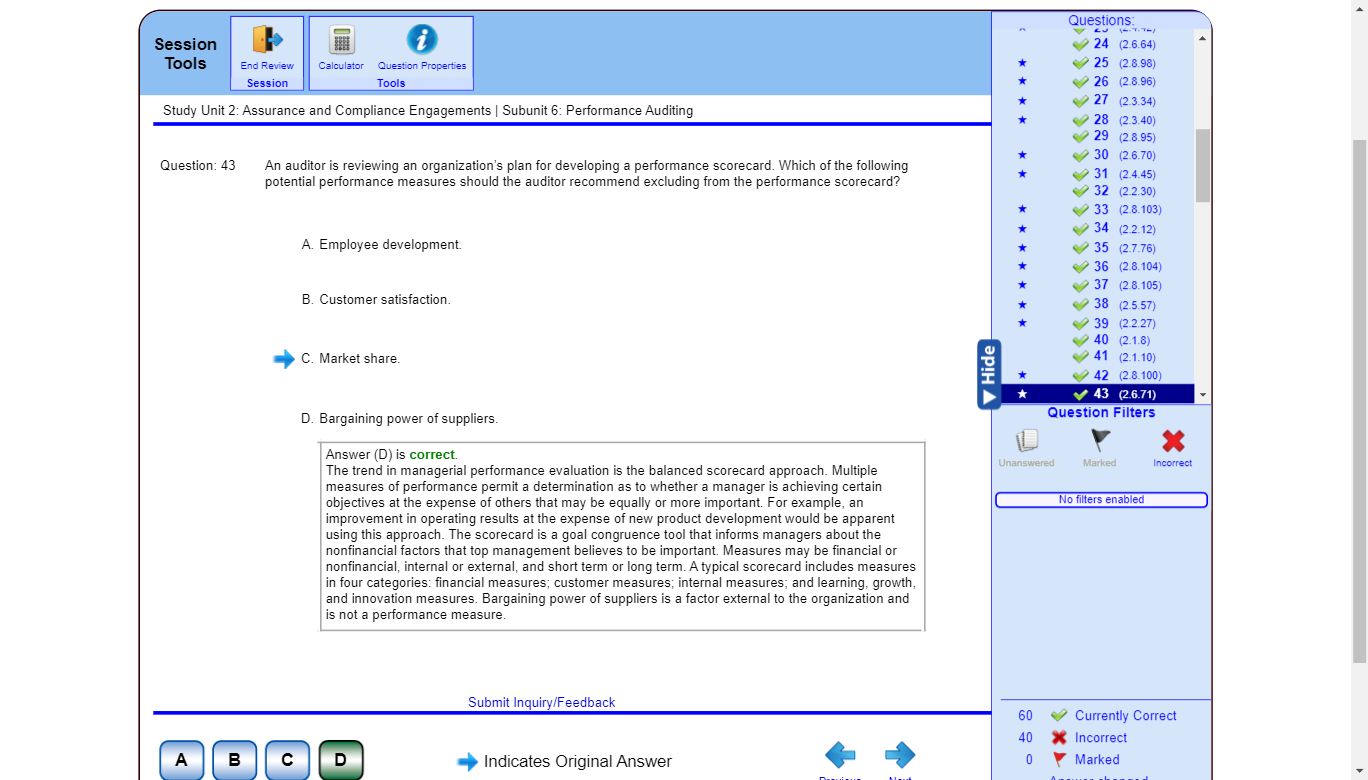 Session
Tools
End Review
Session
Calculator
Question Properties
Tools
Study Unit 2: Assurance and Compliance Engagements | Subunit 6: Performance Auditing
Question: 43
An auditor is reviewing an organization's plan for developing a performance scorecard. Which of the following
potential performance measures should the auditor recommend excluding from the performance scorecard?
A. Employee development.
B. Customer satisfaction.
C. Market share.
D. Bargaining power of suppliers.
Answer (D) is correct.
The trend in managerial performance evaluation is the balanced scorecard approach. Multiple
measures of performance permit a determination as to whether a manager is achieving certain
objectives at the expense of others that may be equally or more important. For example, an
improvement in operating results at the expense of new product development would be apparent
using this approach. The scorecard is a goal congruence tool that informs managers about the
nonfinancial factors that top management believes to be important. Measures may be financial or
nonfinancial, internal or external, and short term or long term. A typical scorecard includes measures
in four categories: financial measures; customer measures; internal measures; and learning, growth,
and innovation measures. Bargaining power of suppliers is a factor external to the organization and
is not a performance measure.
Submit Inquiry/Feedback
A B C D
Indicates Original Answer
Previous
Next
Questions:
24 (2.6.64)
25 (2.8.98)
26 (2.8.96)
27 (2.3.34)
28 (2.3.40)
29 (2.8.95)
30 (2.6.70)
31 (2.4.45)
32 (2.2.30)
33 (2.8.103)
34 (2.2.12)
35 (2.7.76)
36 (2.8.104)
37 (2.8.105)
38 (2.5.57)
39 (2.2.27)
40 (2.1.8)
41 (2.1.10)
42 (2.8.100)
43 (2.6.71)
Hide
Question Filters
Unanswered
Marked
Incorrect
No filters enabled
60 Currently Correct
40 Incorrect
0 Marked
Answer changed